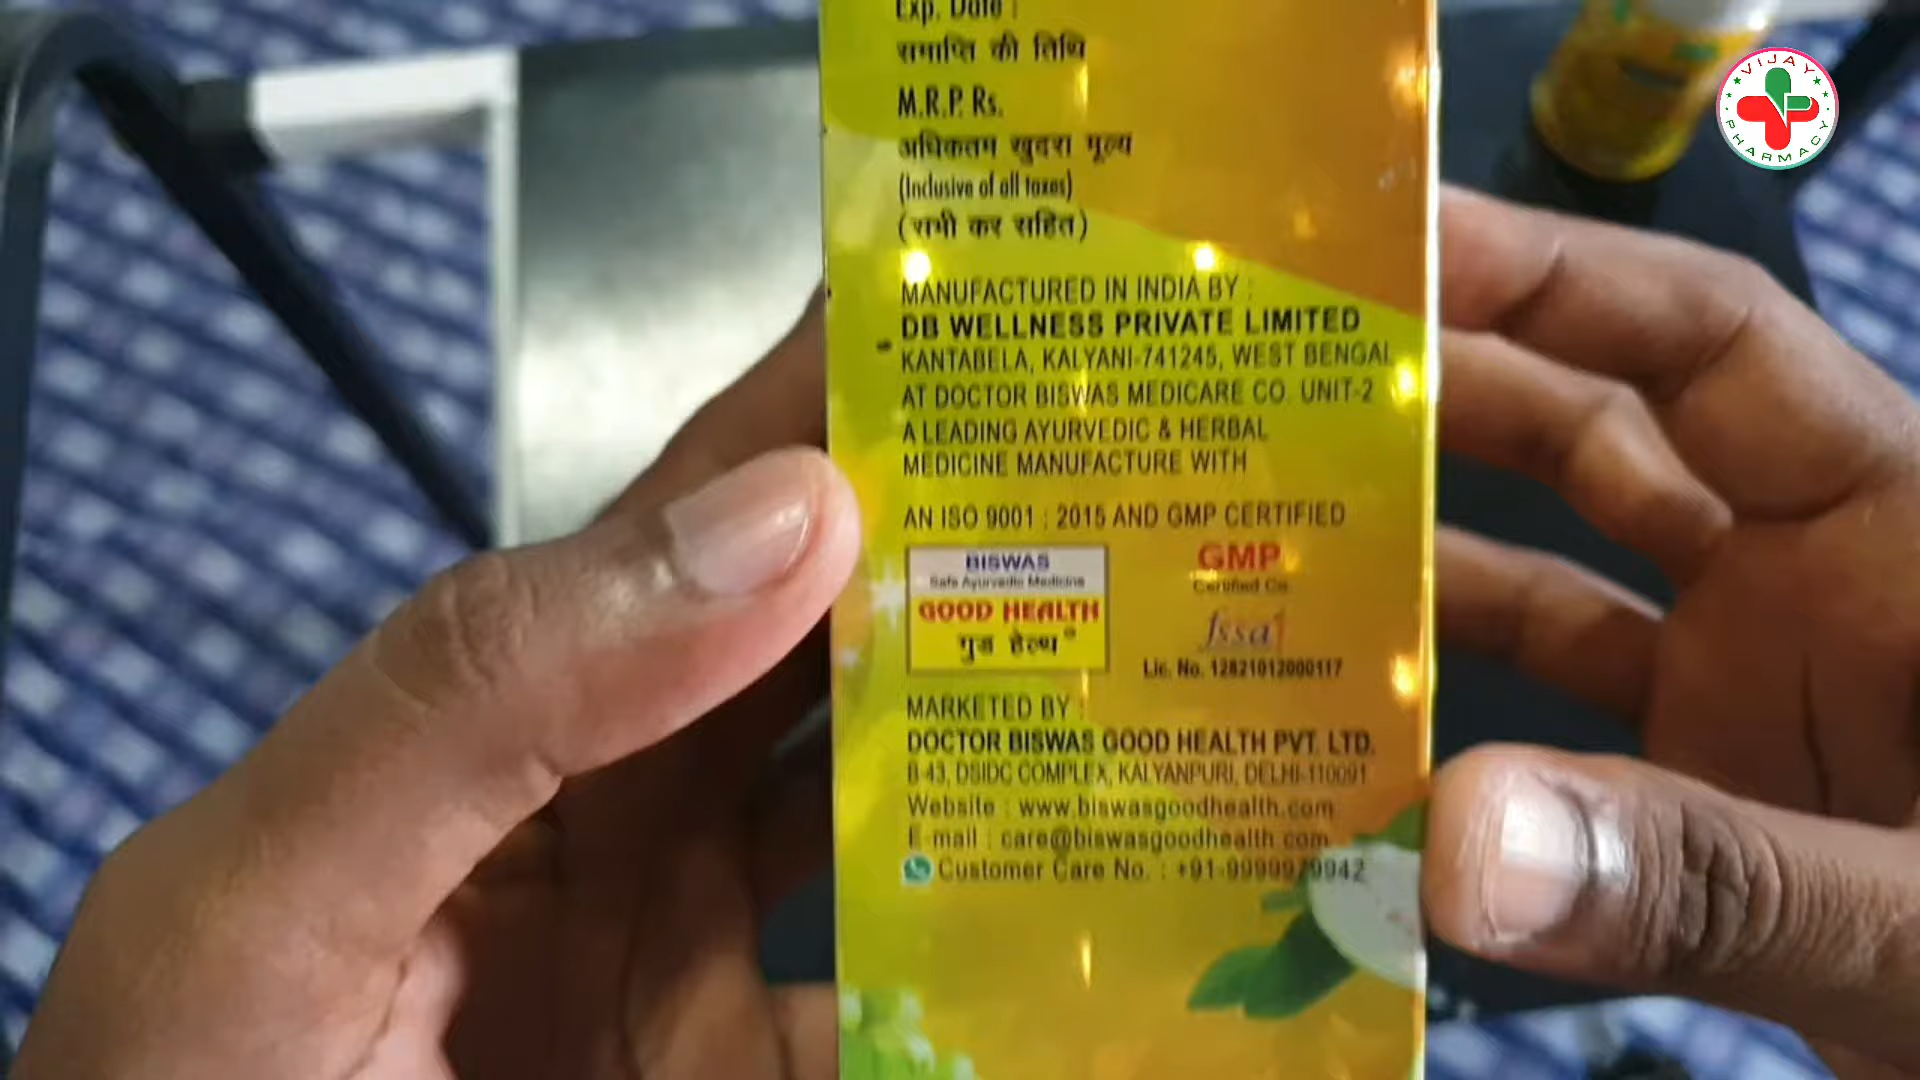 Exp. Date :
समाप्ति की तिथि
M.R.P. Rs.
अधिकतम खुदरा मूल्य
(Inclusive of all taxes)
(सभी कर सहित)
MANUFACTURED IN INDIA BY :
DB WELLNESS PRIVATE LIMITED
KANTABELA, KALYANI-741245, WEST BENGAL
AT DOCTOR BISWAS MEDICARE CO. UNIT-2
A LEADING AYURVEDIC & HERBAL
MEDICINE MANUFACTURE WITH
AN ISO 9001 : 2015 AND GMP CERTIFIED
BISWAS
Safe Ayurvedic Medicine
GOOD HEALTH
गुड हेल्थ®
GMP
Certified Co.
fssai
Lic. No. 12821012000117
MARKETED BY :
DOCTOR BISWAS GOOD HEALTH PVT. LTD.
B-43, DSIDC COMPLEX, KALYANPURI, DELHI-110091
Website : www.biswasgoodhealth.com
E-mail : care@biswasgoodhealth.com
Customer Care No. : +91-9999979942
VIJAY
PHARMACY